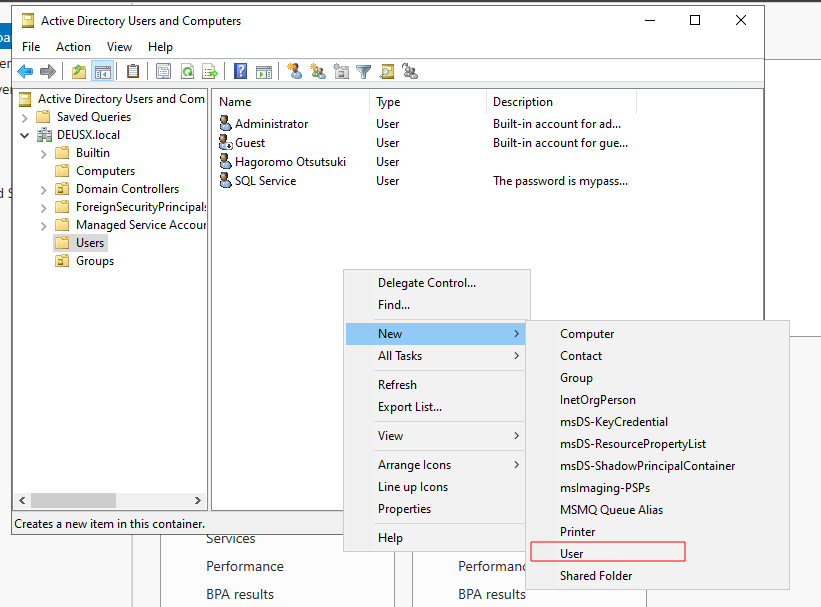 Active Directory Users and Computers
File Action View Help
Active Directory Users and Com
Saved Queries
DEUSX.local
Builtin
Computers
Domain Controllers
ForeignSecurityPrincipals
Managed Service Accour
Users
Groups
Name Type Description
Administrator User Built-in account for ad...
Guest User Built-in account for gue...
Hagoromo Otsutsuki User
SQL Service User The password is mypass...
Delegate Control...
Find...
New
All Tasks
Refresh
Export List...
View
Arrange Icons
Line up Icons
Properties
Help
Computer
Contact
Group
InetOrgPerson
msDS-KeyCredential
msDS-ResourcePropertyList
msDS-ShadowPrincipalContainer
msImaging-PSPs
MSMQ Queue Alias
Printer
User
Shared Folder
Creates a new item in this container.
Services
Performance Performanc
BPA results BPA results